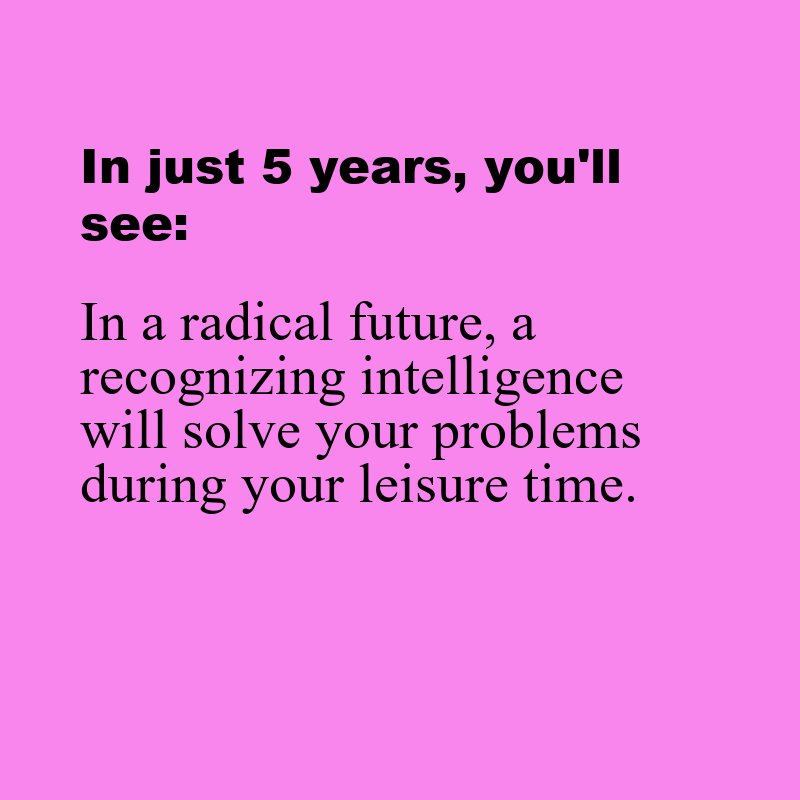 In just 5 years, you'll
see:
In a radical future, a
recognizing intelligence
will solve your problems
during your leisure time.